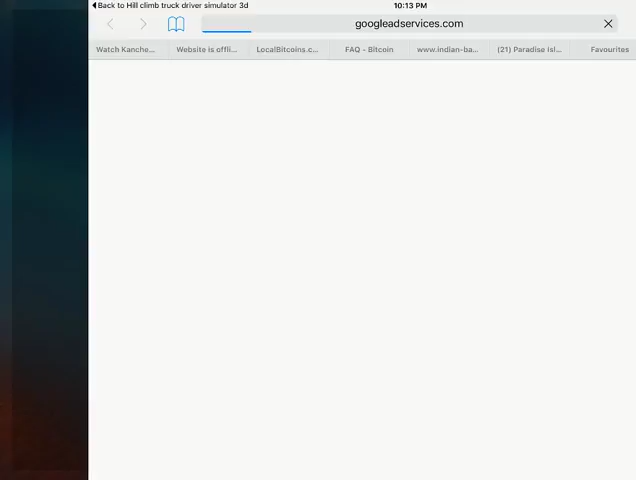 Back to Hill climb truck driver simulator 3d
10:13 PM
googleadservices.com
Watch Kanche... Website is offli... LocalBitcoins.c... FAQ - Bitcoin www.indian-ba... (21) Paradise Isl... Favourites